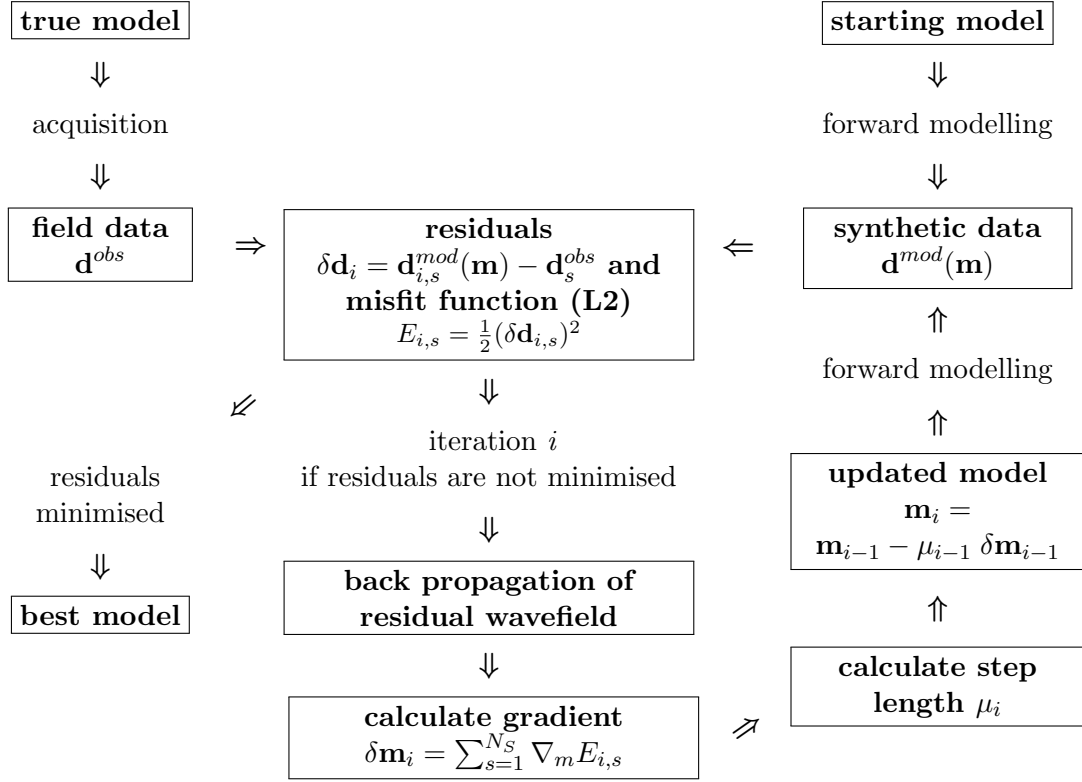 true model
⇓
acquisition
⇓
field data
𝐝^{obs}
⇒
residuals
δ𝐝_i = 𝐝^{mod}_{i,s}(𝐦) − 𝐝^{obs}_s and
misfit function (L2)
E_{i,s} = ½(δ𝐝_{i,s})²
⇐
starting model
⇓
forward modelling
⇓
synthetic data
𝐝^{mod}(𝐦)
⇑
forward modelling
⇑
updated model
𝐦_i =
𝐦_{i−1} − μ_{i−1} δ𝐦_{i−1}
⇑
calculate step
length μ_i
⇙
residuals
minimised
⇓
best model
⇓
iteration i
if residuals are not minimised
⇓
back propagation of
residual wavefield
⇓
calculate gradient
δ𝐦_i = ∑_{s=1}^{N_S} ∇_m E_{i,s}
⇗